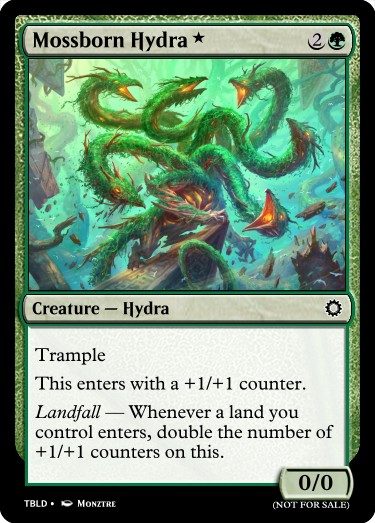 Mossborn Hydra ★ 2
Creature — Hydra
Trample
This enters with a +1/+1 counter.
Landfall — Whenever a land you
control enters, double the number of
+1/+1 counters on this.
0/0
TBLD • Monztre
(NOT FOR SALE)